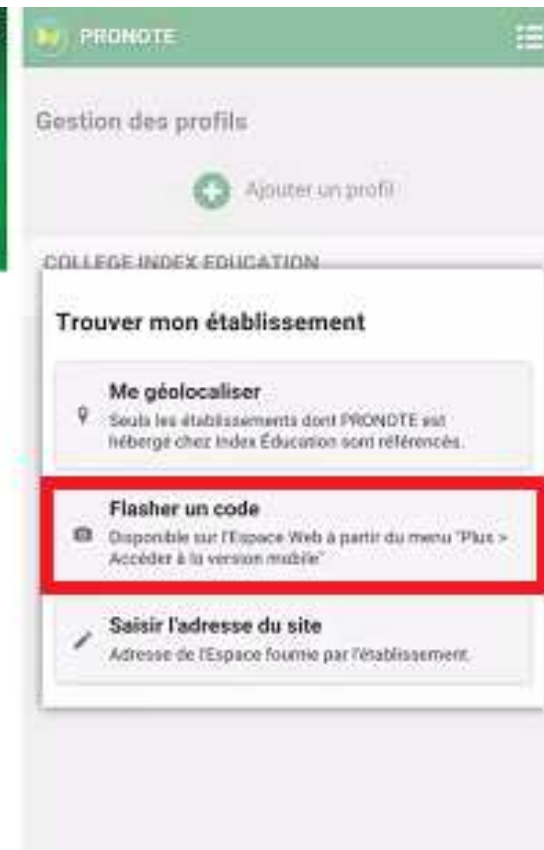 PRONOTE
Gestion des profils
Ajouter un profil
COLLEGE INDEX EDUCATION
Trouver mon établissement
Me géolocaliser
Seuls les établissements dont PRONOTE est
hébergé chez Index Éducation sont référencés.
Flasher un code
Disponible sur l'Espace Web à partir du menu "Plus >
Accéder à la version mobile"
Saisir l'adresse du site
Adresse de l'Espace fournie par l'établissement.